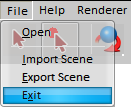 File Help Renderer
Open
Import Scene
Export Scene
Exit